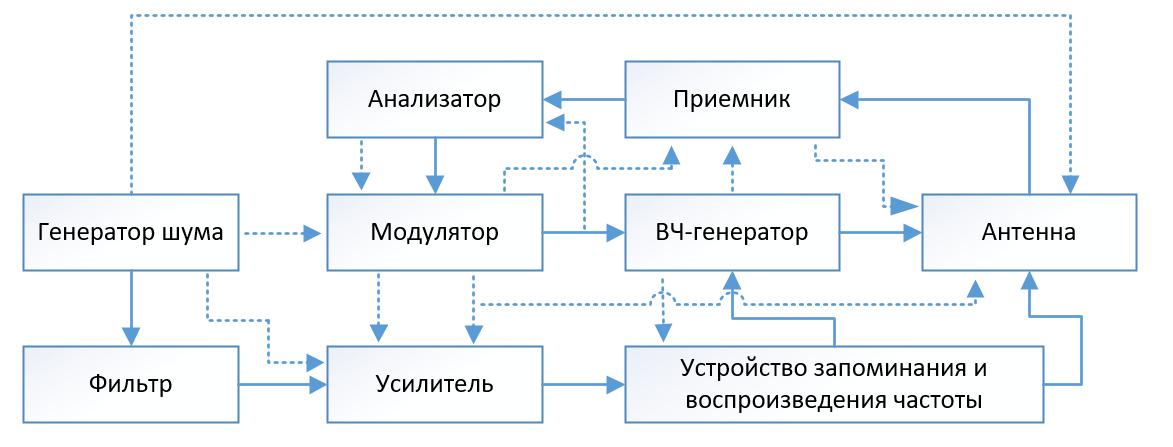 Анализатор
Приемник
Генератор шума
Модулятор
ВЧ-генератор
Антенна
Фильтр
Усилитель
Устройство запоминания и
воспроизведения частоты